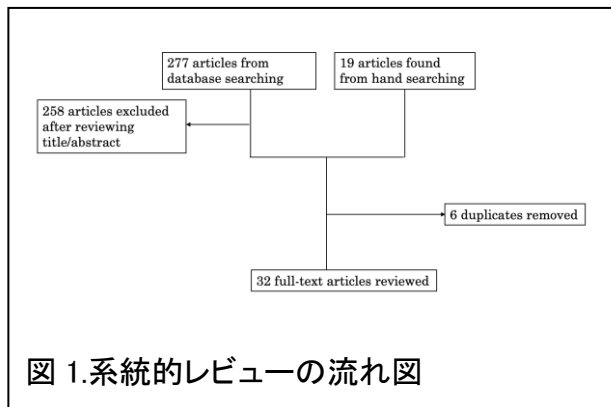 277 articles from
database searching
19 articles found
from hand searching
258 articles excluded
after reviewing
title/abstract
6 duplicates removed
32 full-text articles reviewed
図 1.系統的レビューの流れ図